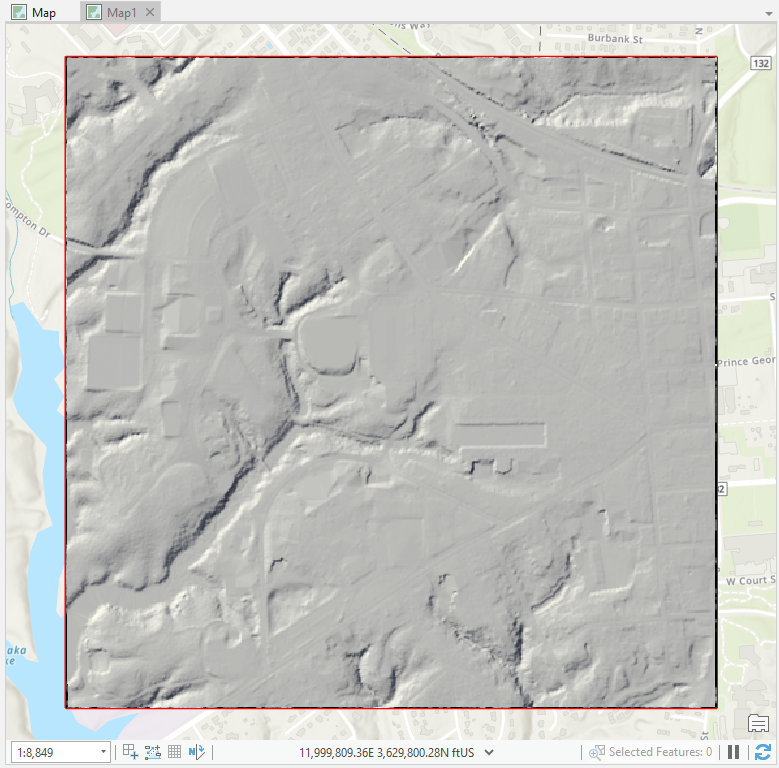 Map
Map1
Burbank St
132
Compton Dr
S
Prince Geor
W Court S
aka
ke
St
1:8,849
11,999,809.36E 3,629,800.28N ftUS
Selected Features: 0